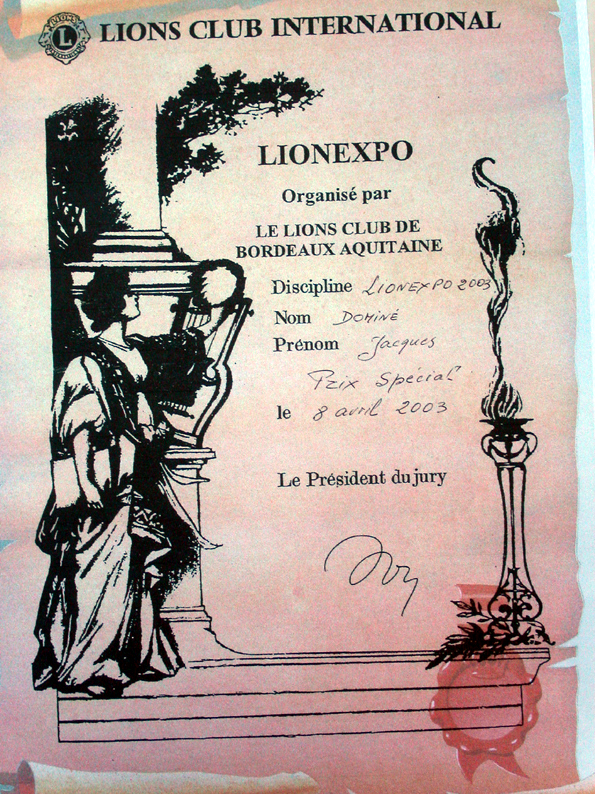 LIONS CLUB INTERNATIONAL
L
LIONEXPO
Organisé par
LE LIONS CLUB DE
BORDEAUX AQUITAINE
Discipline LIONEXPO 2003
Nom DOMINÉ
Prénom Jacques
Prix Spécial
le 8 avril 2003
Le Président du jury